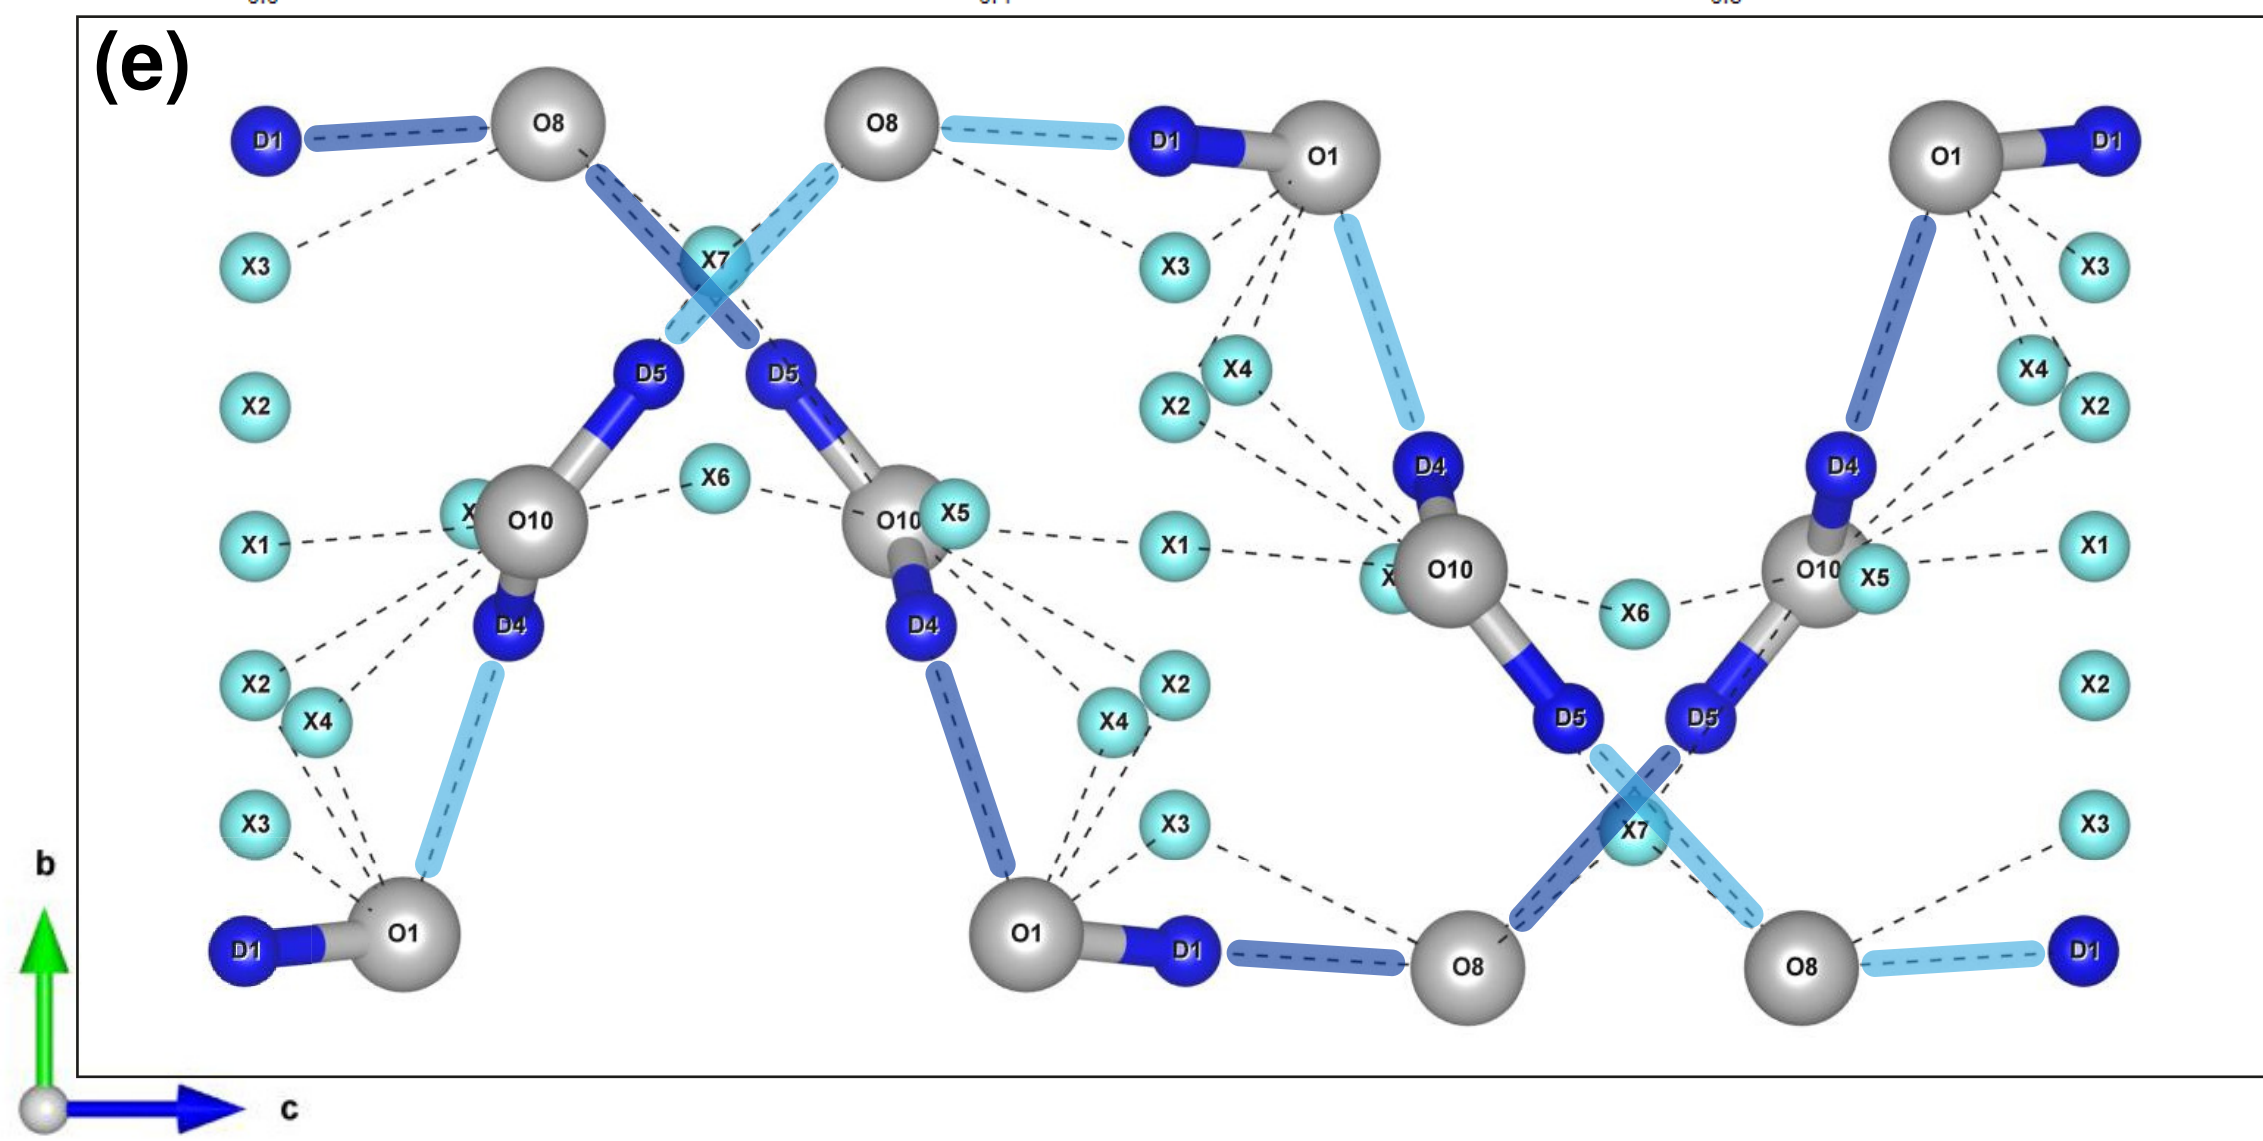 (e)
D1 O8 O8 D1 O1 O1 D1
X3 X7 X3 X3
D5 D5 X4 X4
X2 X2 X2
X6 D4 D4
X O10 O10 X5
X1 X1 X O10 O10 X5 X1
D4 D4 X6
X2 X2 X2
X4 X4 D5 D5
X3 X3 X7 X3
D1 O1 O1 D1 O8 O8 D1
b
c